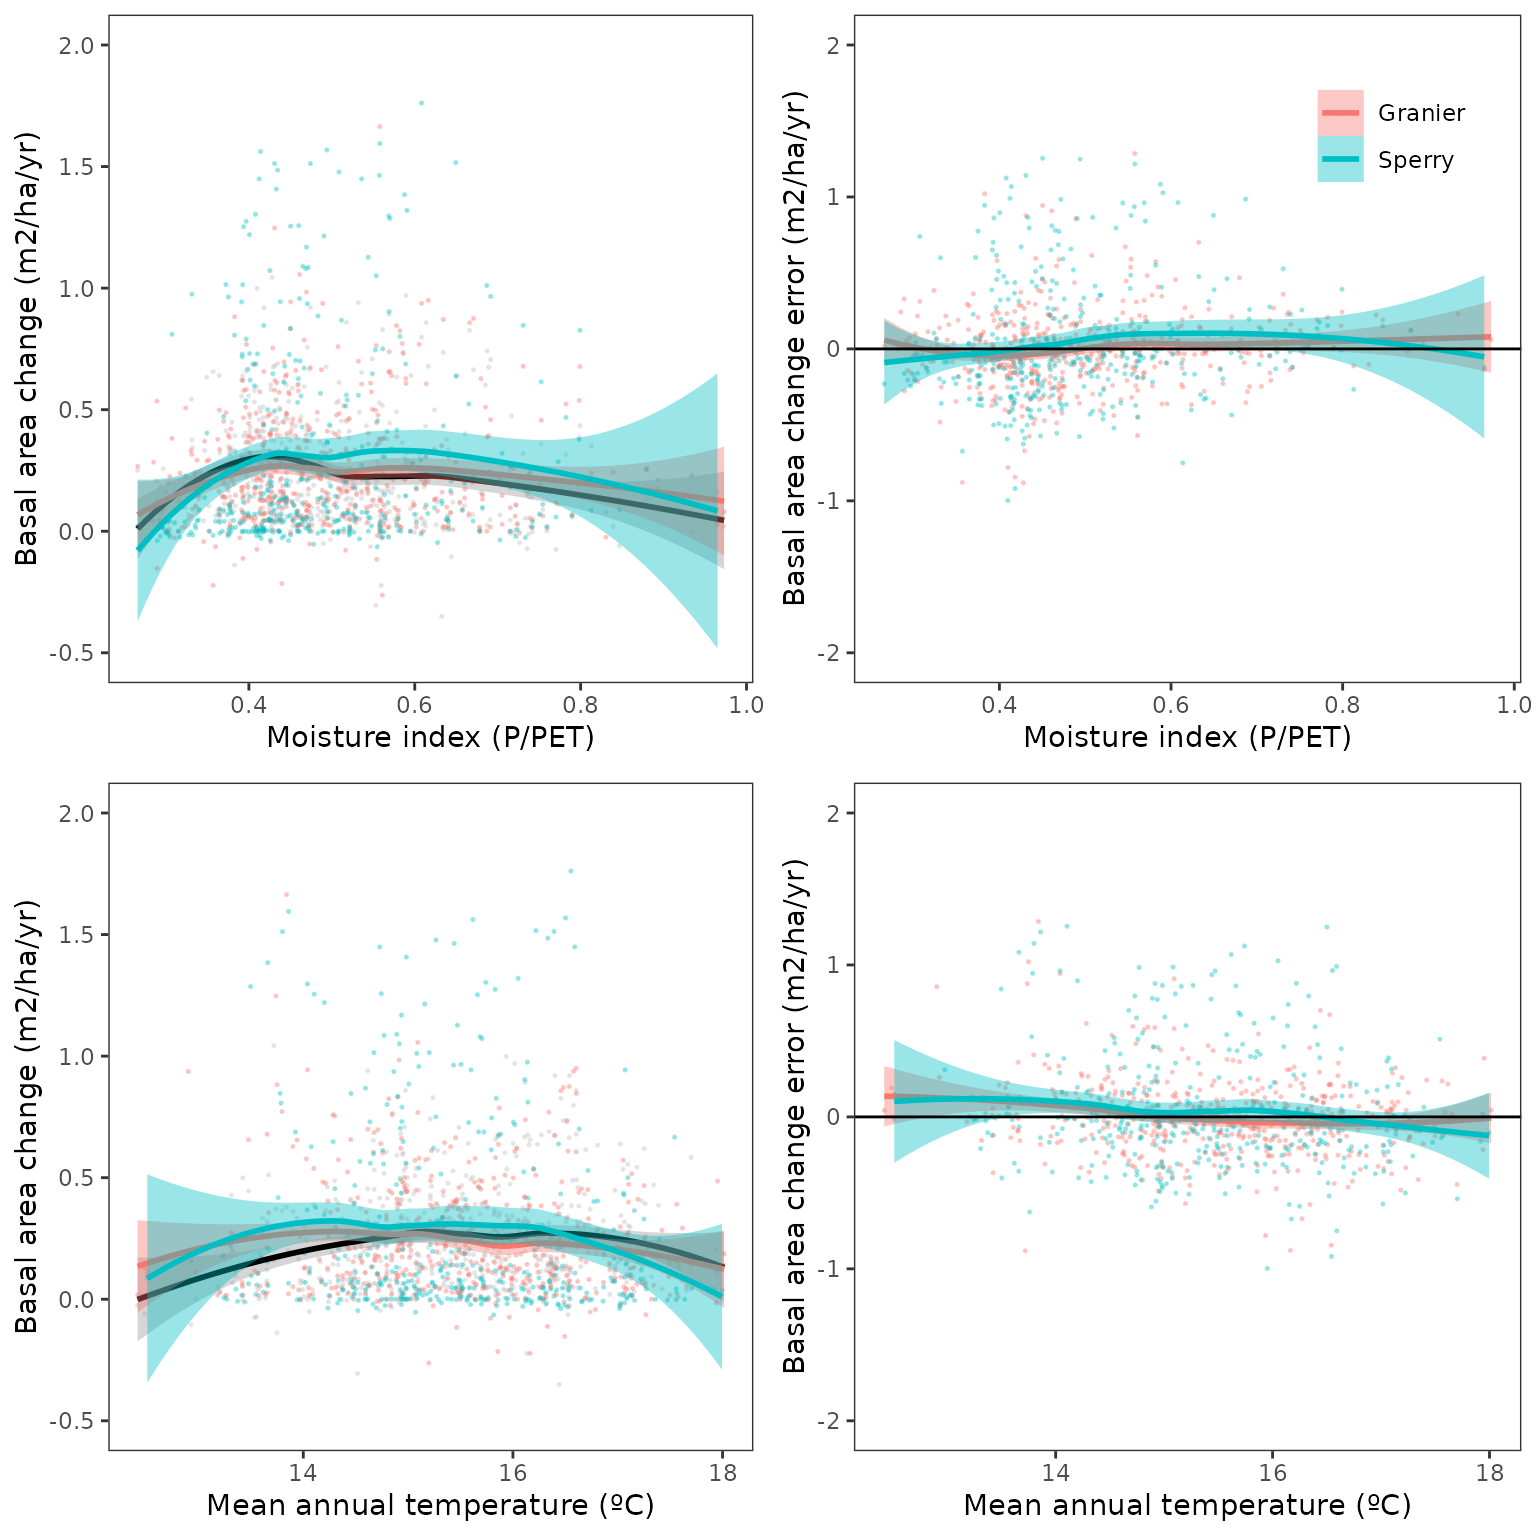 Basal area change (m2/ha/yr)
2.0
1.5
1.0
0.5
0.0
-0.5
0.4 0.6 0.8 1.0
Moisture index (P/PET)
Basal area change error (m2/ha/yr)
2
1
0
-1
-2
Granier
Sperry
0.4 0.6 0.8 1.0
Moisture index (P/PET)
Basal area change (m2/ha/yr)
2.0
1.5
1.0
0.5
0.0
-0.5
14 16 18
Mean annual temperature (ºC)
Basal area change error (m2/ha/yr)
2
1
0
-1
-2
14 16 18
Mean annual temperature (ºC)